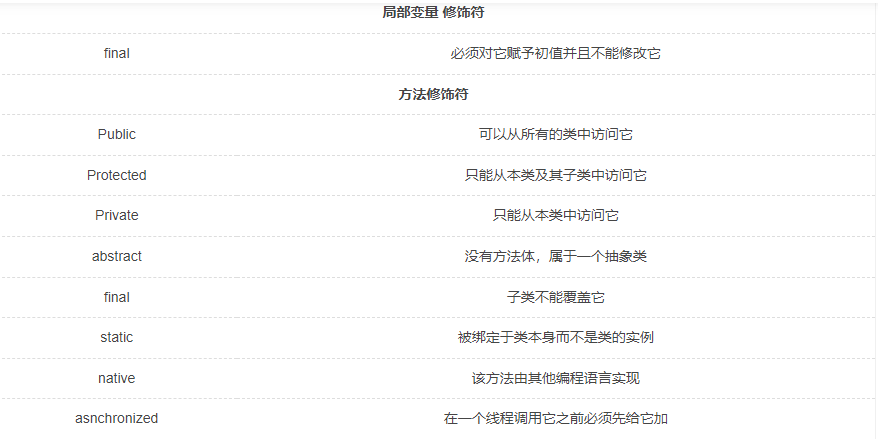 局部变量 修饰符
final 必须对它赋予初值并且不能修改它
方法修饰符
Public 可以从所有的类中访问它
Protected 只能从本类及其子类中访问它
Private 只能从本类中访问它
abstract 没有方法体，属于一个抽象类
final 子类不能覆盖它
static 被绑定于类本身而不是类的实例
native 该方法由其他编程语言实现
asnchronized 在一个线程调用它之前必须先给它加